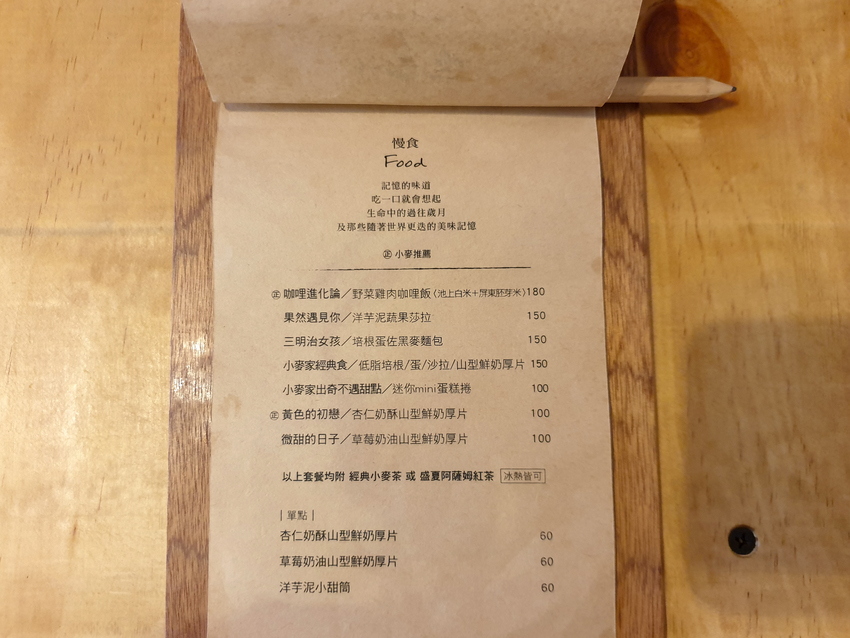 慢食
Food
記憶的味道
吃一口就會想起
生命中的過往歲月
及那些隨著世界更迭的美味記憶
㊣ 小麥推薦
㊣ 咖哩進化論／野菜雞肉咖哩飯(池上白米+屏東胚芽米) 180
果然遇見你／洋芋泥蔬果莎拉 150
三明治女孩／培根蛋佐黑麥麵包 150
小麥家經典食／低脂培根/蛋/沙拉/山型鮮奶厚片 150
小麥家出奇不遇甜點／迷你mini蛋糕捲 100
㊣ 黃色的初戀／杏仁奶酥山型鮮奶厚片 100
微甜的日子／草莓奶油山型鮮奶厚片 100
以上套餐均附 經典小麥茶 或 盛夏阿薩姆紅茶 冰熱皆可
| 單點 |
杏仁奶酥山型鮮奶厚片 60
草莓奶油山型鮮奶厚片 60
洋芋泥小甜筒 60